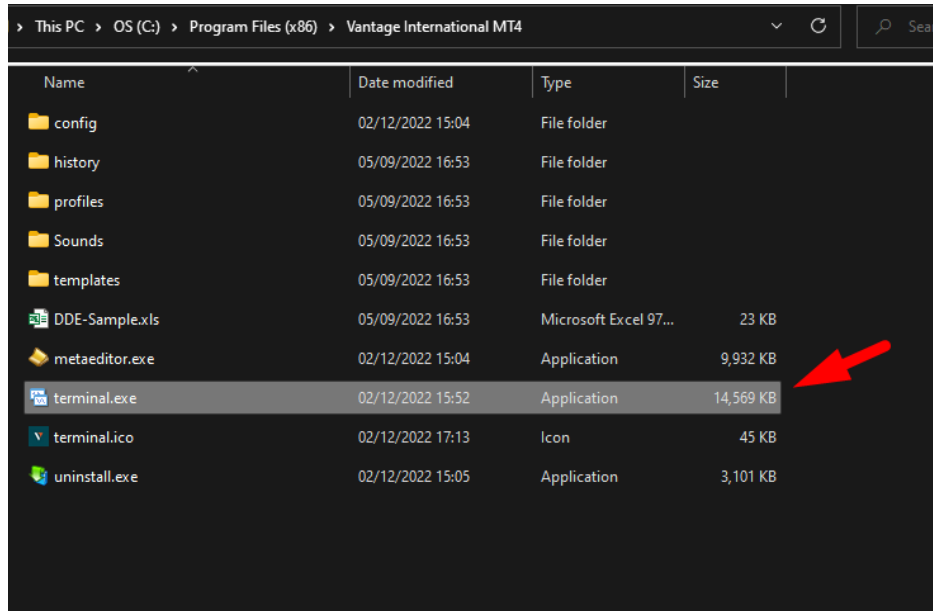 > This PC > OS (C:) > Program Files (x86) > Vantage International MT4
Name Date modified Type Size
config 02/12/2022 15:04 File folder
history 05/09/2022 16:53 File folder
profiles 05/09/2022 16:53 File folder
Sounds 05/09/2022 16:53 File folder
templates 05/09/2022 16:53 File folder
DDE-Sample.xls 05/09/2022 16:53 Microsoft Excel 97... 23 KB
metaeditor.exe 02/12/2022 15:04 Application 9,932 KB
terminal.exe 02/12/2022 15:52 Application 14,569 KB
terminal.ico 02/12/2022 17:13 Icon 45 KB
uninstall.exe 02/12/2022 15:05 Application 3,101 KB